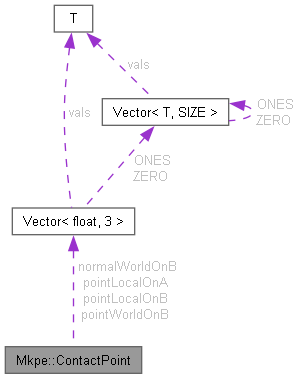 T
vals
Vector< T, SIZE >
ONES
ZERO
vals
ONES
ZERO
Vector< float, 3 >
normalWorldOnB
pointLocalOnA
pointLocalOnB
pointWorldOnB
Mkpe::ContactPoint